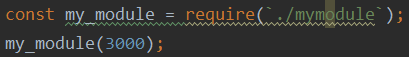 const my_module = require(`./mymodule`);
my_module(3000);